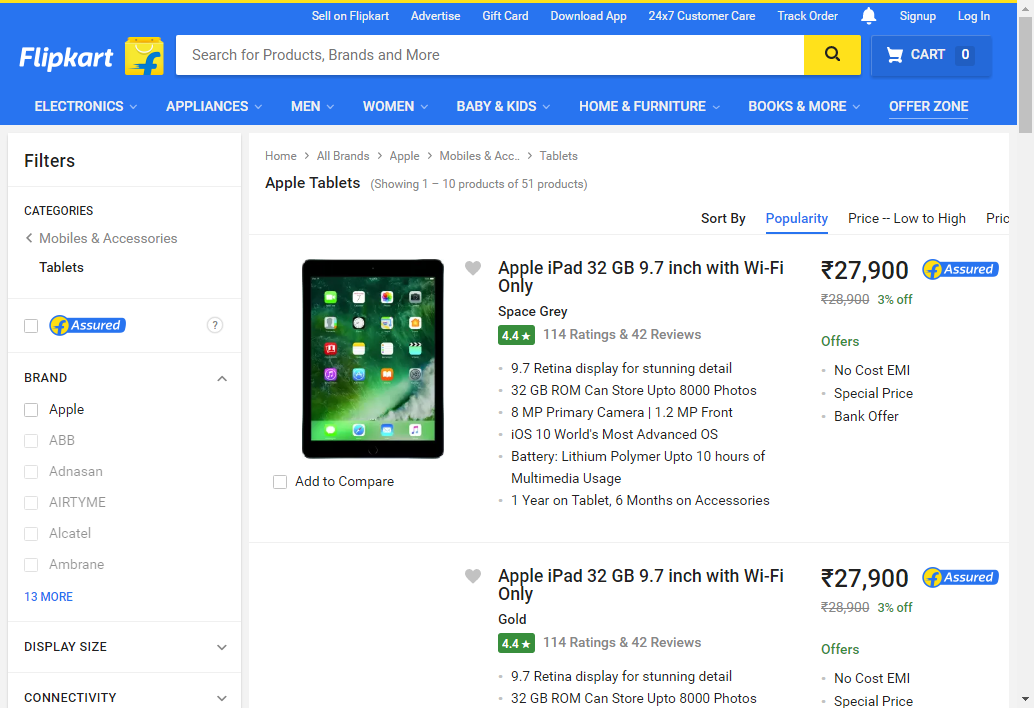 Sell on Flipkart Advertise Gift Card Download App 24x7 Customer Care Track Order Signup Log In
Flipkart
Search for Products, Brands and More
CART 0
ELECTRONICS APPLIANCES MEN WOMEN BABY & KIDS HOME & FURNITURE BOOKS & MORE OFFER ZONE
Filters
CATEGORIES
Mobiles & Accessories
Tablets
Assured
?
BRAND
Apple
ABB
Adnasan
AIRTYME
Alcatel
Ambrane
13 MORE
DISPLAY SIZE
CONNECTIVITY
Home > All Brands > Apple > Mobiles & Acc.. > Tablets
Apple Tablets (Showing 1 – 10 products of 51 products)
Sort By Popularity Price -- Low to High Pric
Add to Compare
Apple iPad 32 GB 9.7 inch with Wi-Fi
Only
Space Grey
4.4 ★ 114 Ratings & 42 Reviews
9.7 Retina display for stunning detail
32 GB ROM Can Store Upto 8000 Photos
8 MP Primary Camera | 1.2 MP Front
iOS 10 World's Most Advanced OS
Battery: Lithium Polymer Upto 10 hours of
Multimedia Usage
1 Year on Tablet, 6 Months on Accessories
₹27,900 Assured
₹28,900 3% off
Offers
No Cost EMI
Special Price
Bank Offer
Apple iPad 32 GB 9.7 inch with Wi-Fi
Only
Gold
4.4 ★ 114 Ratings & 42 Reviews
9.7 Retina display for stunning detail
32 GB ROM Can Store Upto 8000 Photos
₹27,900 Assured
₹28,900 3% off
Offers
No Cost EMI
Special Price